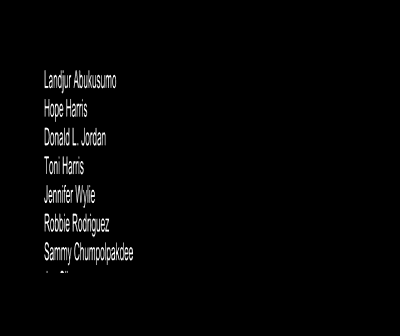 Landjur Abukusumo
Hope Harris
Donald L. Jordan
Toni Harris
Jennifer Wylie
Robbie Rodriguez
Sammy Chumpolpakdee